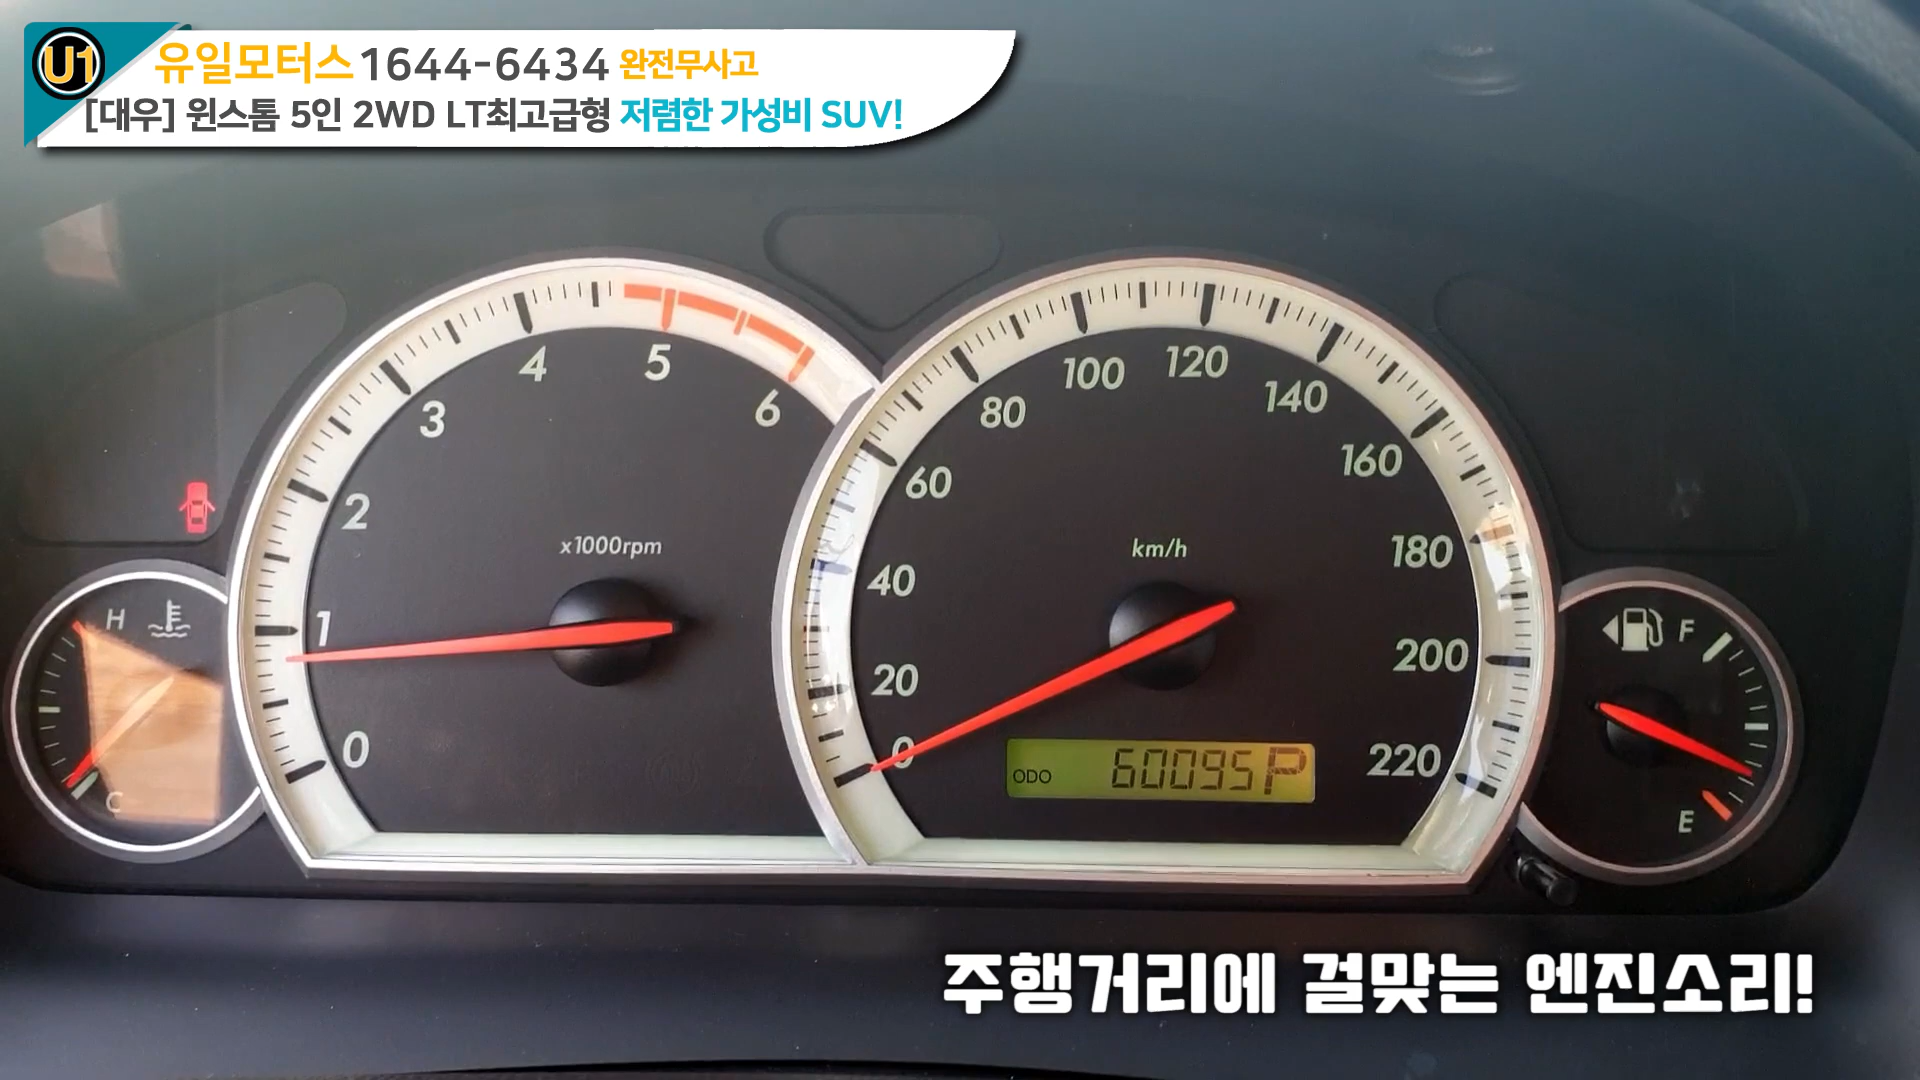 U1
유일모터스 1644-6434 완전무사고
[대우] 윈스톰 5인 2WD LT최고급형 저렴한 가성비 SUV!
0 1 2 3 4 5 6
x1000rpm
0 20 40 60 80 100 120 140 160 180 200 220
km/h
ODO 60095 P
H
C
F
E
주행거리에 걸맞는 엔진소리!